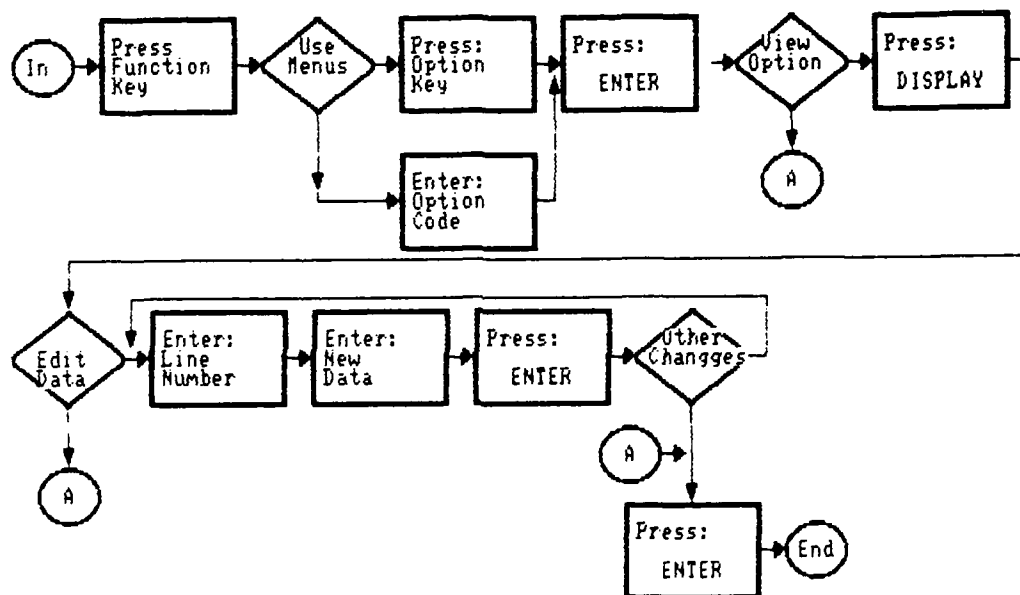 In
Press
Function
Key
Use
Menus
Press:
Option
Key
Press:
ENTER
View
Option
Press:
DISPLAY
Enter:
Option
Code
A
Edit
Data
Enter:
Line
Number
Enter:
New
Data
Press:
ENTER
Other
Changges
A
A
Press:
ENTER
End